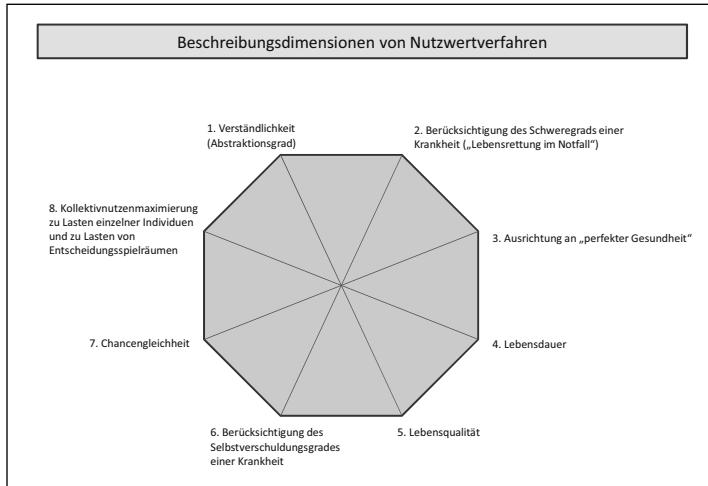 Beschreibungsdimensionen von Nutzwertverfahren
1. Verständlichkeit
(Abstraktionsgrad)
2. Berücksichtigung des Schweregrads einer
Krankheit („Lebensrettung im Notfall“)
3. Ausrichtung an „perfekter Gesundheit“
4. Lebensdauer
5. Lebensqualität
6. Berücksichtigung des
Selbstverschuldungsgrades
einer Krankheit
7. Chancengleichheit
8. Kollektivnutzenmaximierung
zu Lasten einzelner Individuen
und zu Lasten von
Entscheidungsspielräumen